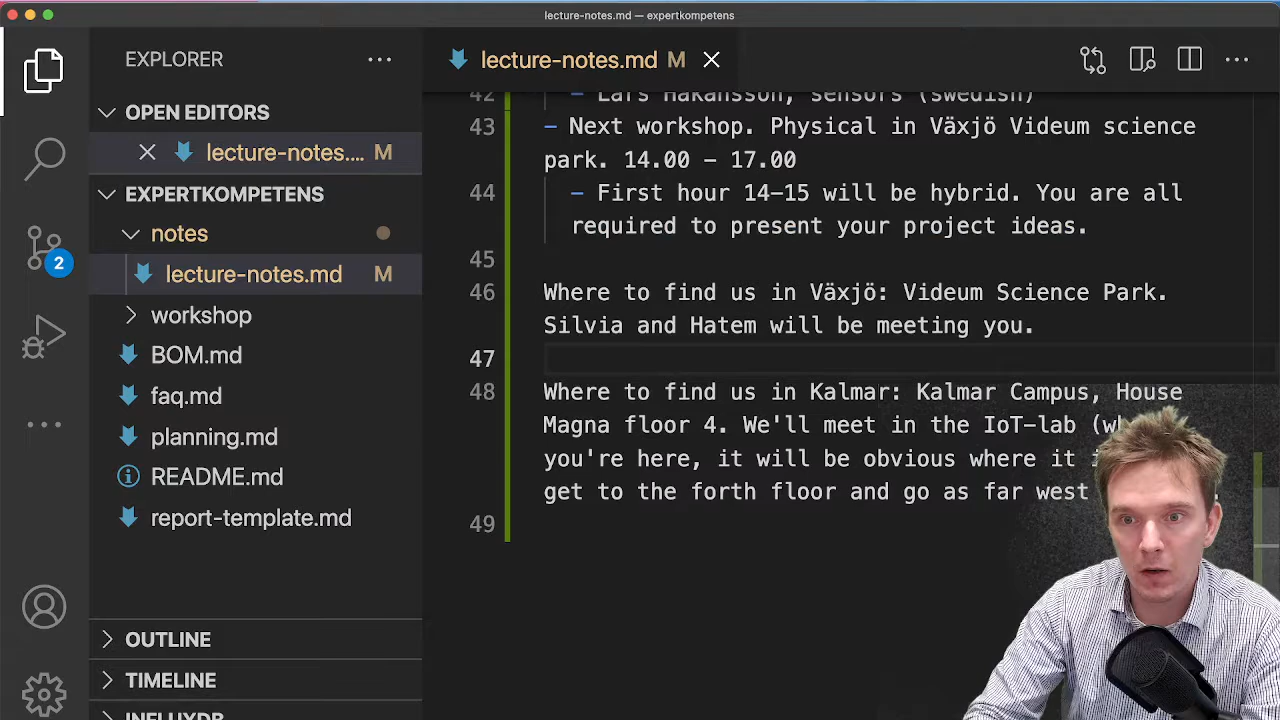 lecture-notes.md — expertkompetens
EXPLORER
OPEN EDITORS
lecture-notes.... M
EXPERTKOMPETENS
notes
lecture-notes.md M
workshop
BOM.md
faq.md
planning.md
README.md
report-template.md
OUTLINE
TIMELINE
INFLUXDB
2
lecture-notes.md M
42 - Lars Håkansson, sensors (swedish)
43 - Next workshop. Physical in Växjö Videum science
park. 14.00 - 17.00
44 - First hour 14-15 will be hybrid. You are all
required to present your project ideas.
45
46 Where to find us in Växjö: Videum Science Park.
Silvia and Hatem will be meeting you.
47
48 Where to find us in Kalmar: Kalmar Campus, House
Magna floor 4. We'll meet in the IoT-lab
you're here, it will be obvious where it
get to the forth floor and go as far west
49